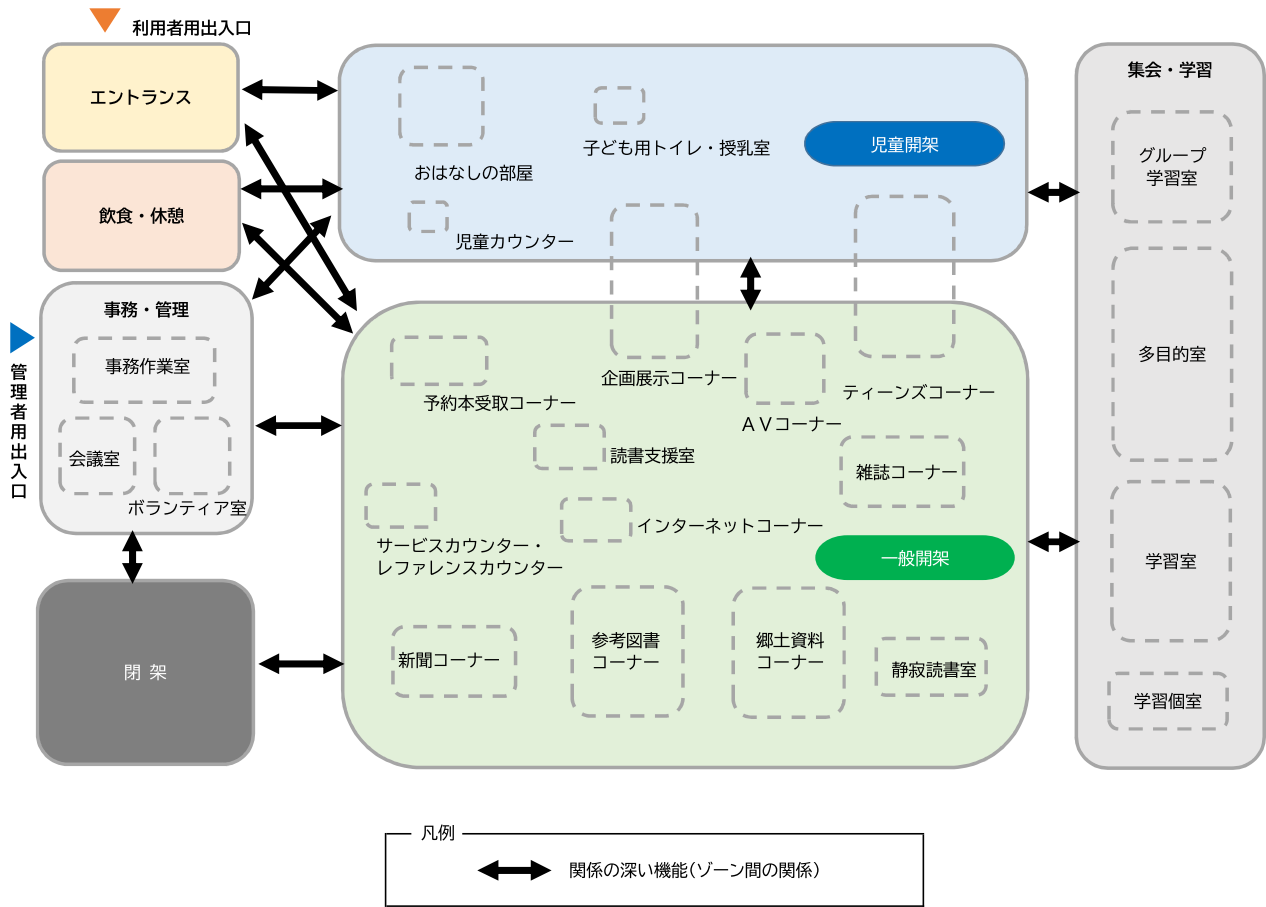 利用者用出入口
エントランス
飲食・休憩
事務・管理
事務作業室
会議室
ボランティア室
管理者用出入口
閉 架
おはなしの部屋
子ども用トイレ・授乳室
児童開架
児童カウンター
企画展示コーナー
ティーンズコーナー
予約本受取コーナー
ＡＶコーナー
読書支援室
雑誌コーナー
インターネットコーナー
サービスカウンター・
レファレンスカウンター
一般開架
新聞コーナー
参考図書
コーナー
郷土資料
コーナー
静寂読書室
集会・学習
グループ
学習室
多目的室
学習室
学習個室
凡例
関係の深い機能（ゾーン間の関係）